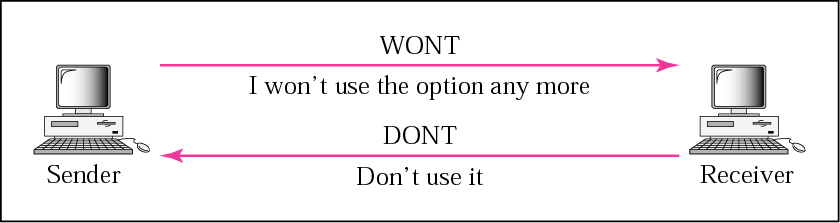 WONT
I won’t use the option any more
DONT
Don’t use it
Sender
Receiver